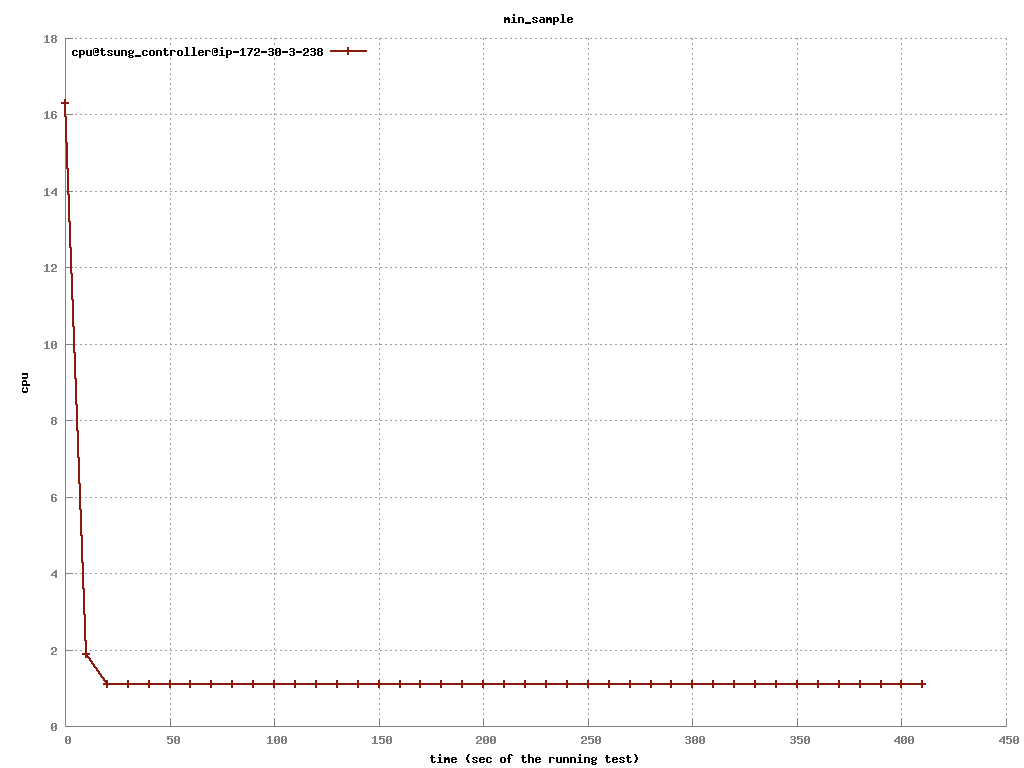 min_sample
cpu@tsung_controller@ip-172-30-3-238
18
16
14
12
10
8
6
4
2
0
cpu
0 50 100 150 200 250 300 350 400 450
time (sec of the running test)